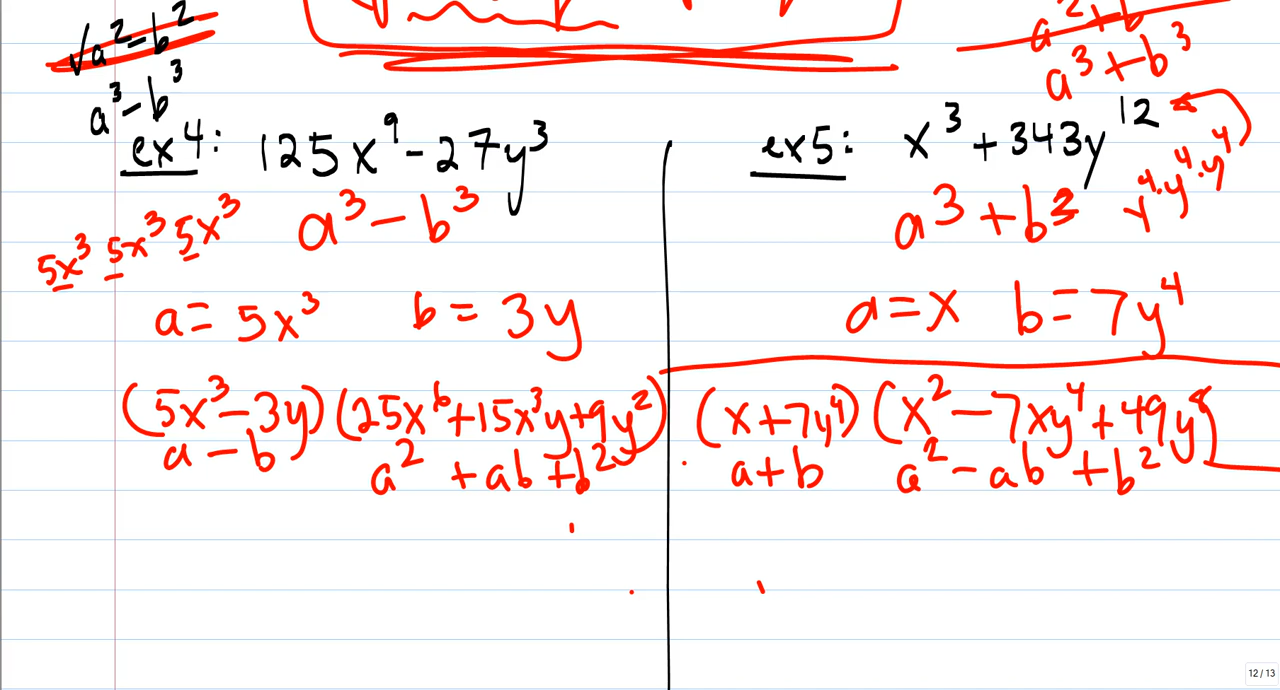 √a² − b²
a³ − b³
a² + b
a³ + b³
ex4: 125x⁹ − 27y³
a³ − b³
5x³ 5x³ 5x³
a = 5x³ b = 3y
(5x³ − 3y)(25x⁶ + 15x³y + 9y²)
a − b a² + ab + b²
ex5: x³ + 343y¹²
y⁴·y⁴·y⁴
a³ + b³
a = x b = 7y⁴
(x + 7y⁴)(x² − 7xy⁴ + 49y⁸)
a + b a² − ab + b²
12 / 13